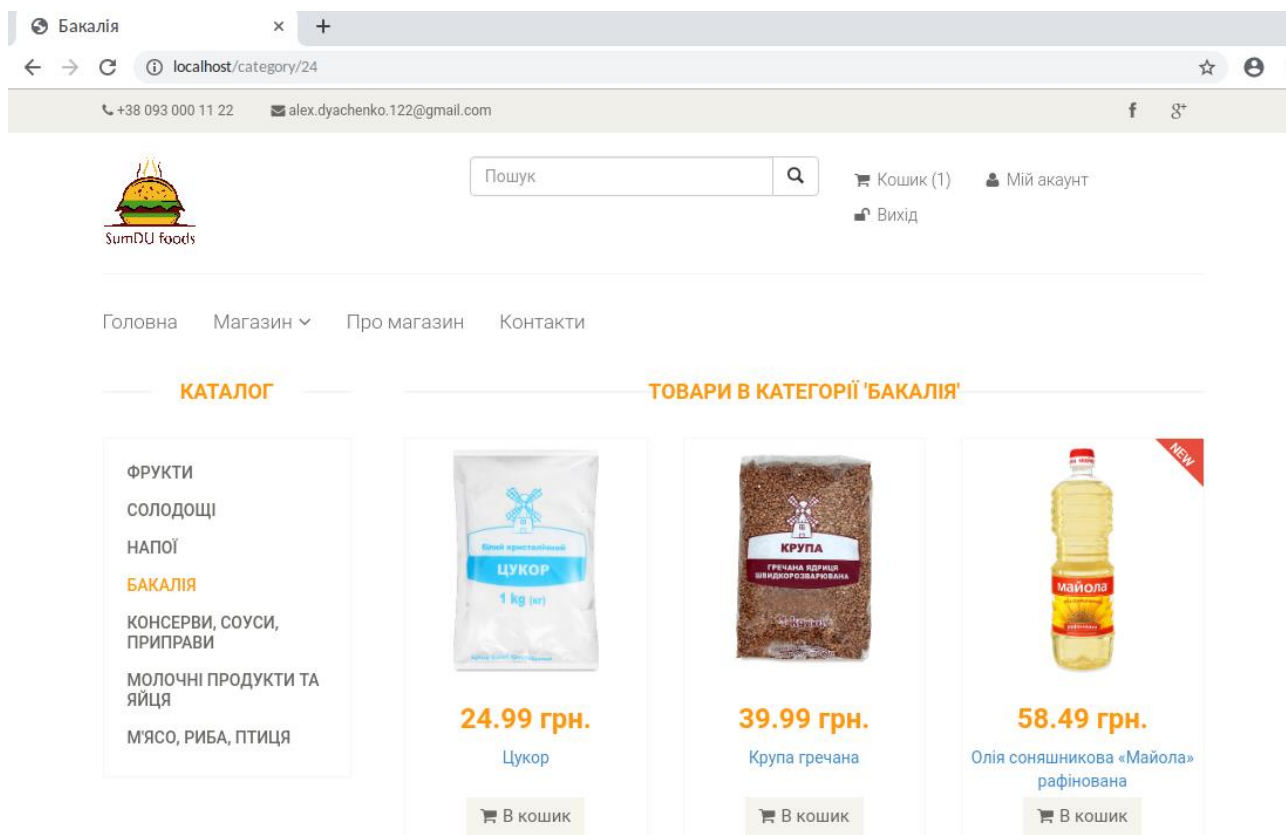 Бакалія
localhost/category/24
+38 093 000 11 22 alex.dyachenko.122@gmail.com f g+
SumDU foods
Пошук
Кошик (1) Мій акаунт
Вихід
Головна Магазин Про магазин Контакти
КАТАЛОГ
ФРУКТИ
СОЛОДОЩІ
НАПОЇ
БАКАЛІЯ
КОНСЕРВИ, СОУСИ,
ПРИПРАВИ
МОЛОЧНІ ПРОДУКТИ ТА
ЯЙЦЯ
М'ЯСО, РИБА, ПТИЦЯ
ТОВАРИ В КАТЕГОРІЇ 'БАКАЛІЯ'
білий кристалічний
ЦУКОР
1 kg (кг)
24.99 грн.
Цукор
В кошик
КРУПА
ГРЕЧАНА ЯДРИЦЯ
ШВИДКОРОЗВАРЮВАНА
39.99 грн.
Крупа гречана
В кошик
NEW
майола
58.49 грн.
Олія соняшникова «Майола»
рафінована
В кошик